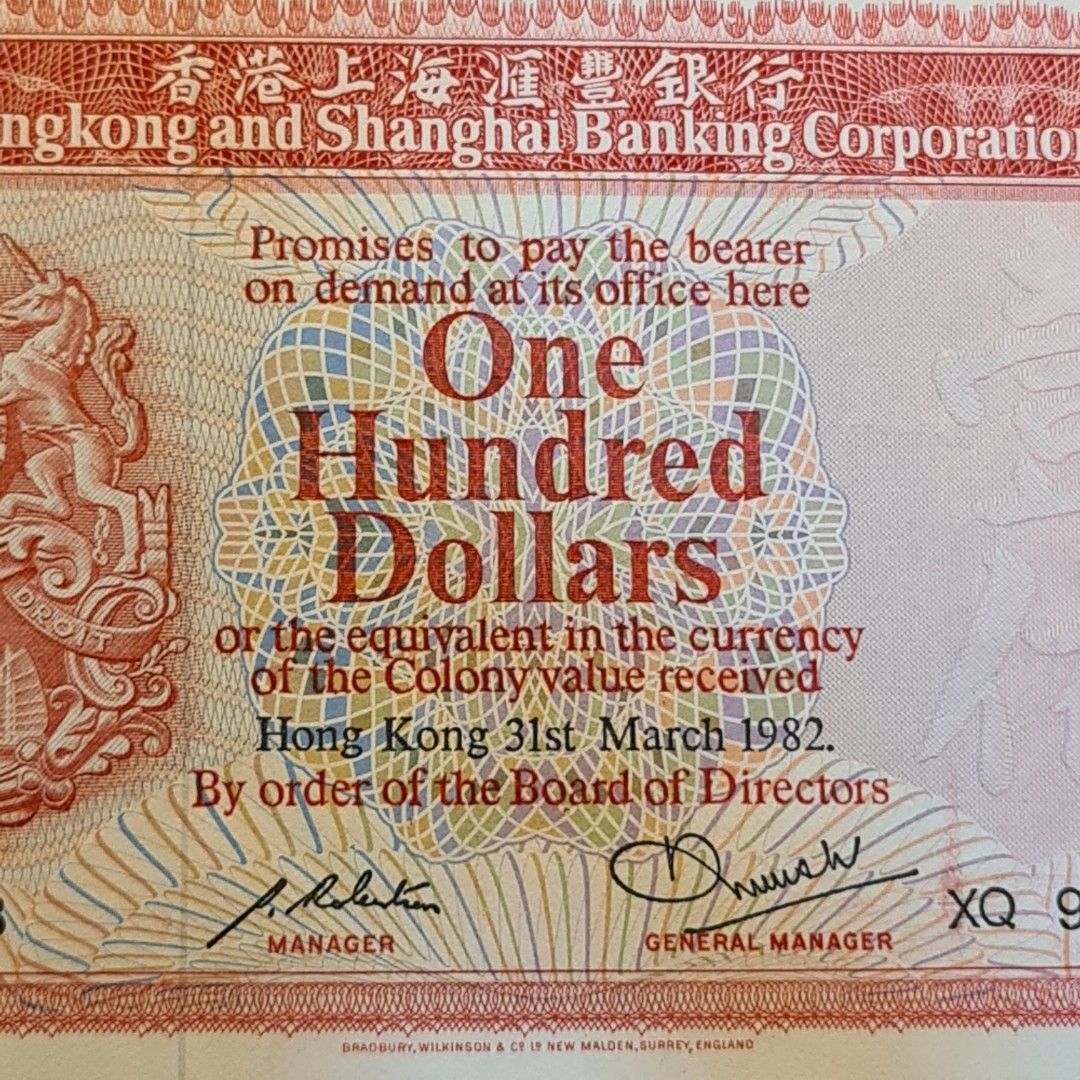 香港上海滙豐銀行
ngkong and Shanghai Banking Corporation
Promises to pay the bearer
on demand at its office here
One
Hundred
Dollars
or the equivalent in the currency
of the Colony value received
Hong Kong 31st March 1982.
By order of the Board of Directors
MANAGER
GENERAL MANAGER
XQ 9
DROIT
BRADBURY, WILKINSON & Cº Lº NEW MALDEN, SURREY, ENGLAND